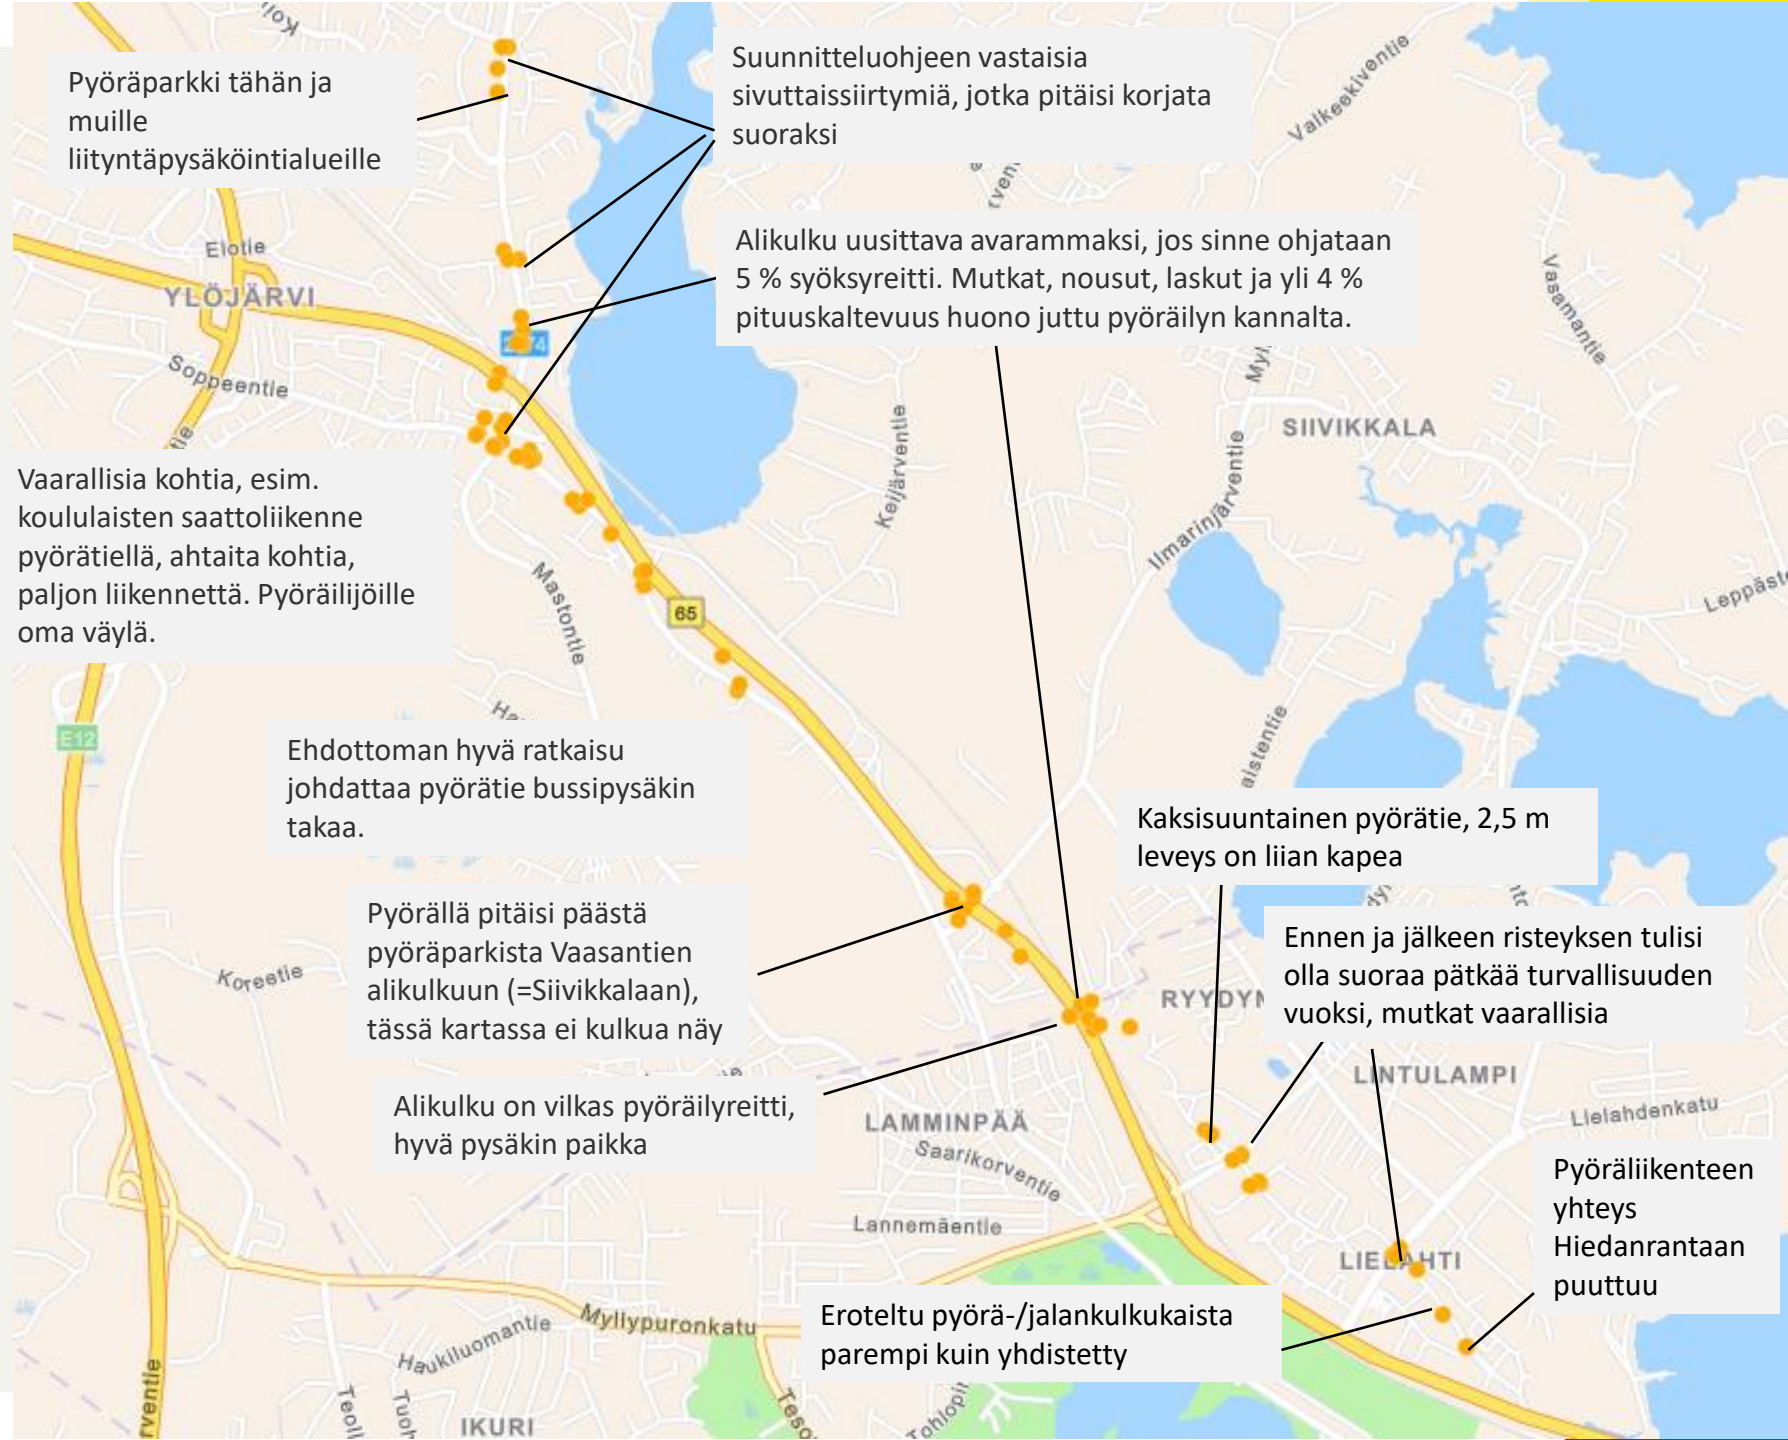 Pyöräparkki tähän ja
muille
liityntäpysäköintialueille
Suunnitteluohjeen vastaisia
sivuttaissiirtymiä, jotka pitäisi korjata
suoraksi
Valkeekiventie
Elotie
YLÖJÄRVI
Alikulku uusittava avarammaksi, jos sinne ohjataan
5 % syöksyreitti. Mutkat, nousut, laskut ja yli 4 %
pituuskaltevuus huono juttu pyöräilyn kannalta.
Vasamantie
Soppeentie
SIIVIKKALA
Keijärventie
Ilmarinjärventie
Vaarallisia kohtia, esim.
koululaisten saattoliikenne
pyörätiellä, ahtaita kohtia,
paljon liikennettä. Pyöräilijöille
oma väylä.
Mastontie
65
E12
Ehdottoman hyvä ratkaisu
johdattaa pyörätie bussipysäkin
takaa.
Kaksisuuntainen pyörätie, 2,5 m
leveys on liian kapea
Pyörällä pitäisi päästä
pyöräparkista Vaasantien
alikulkuun (=Siivikkalaan),
tässä kartassa ei kulkua näy
Koreetie
Ennen ja jälkeen risteyksen tulisi
olla suoraa pätkää turvallisuuden
vuoksi, mutkat vaarallisia
Alikulku on vilkas pyöräilyreitti,
hyvä pysäkin paikka
LINTULAMPI
LAMMINPÄÄ
Lielahdenkatu
Saarikorventie
Lannemäentie
Pyöräliikenteen
yhteys
Hiedanrantaan
puuttuu
LIELAHTI
Eroteltu pyörä-/jalankulkukaista
parempi kuin yhdistetty
Myllypuronkatu
Haukiluomantie
IKURI